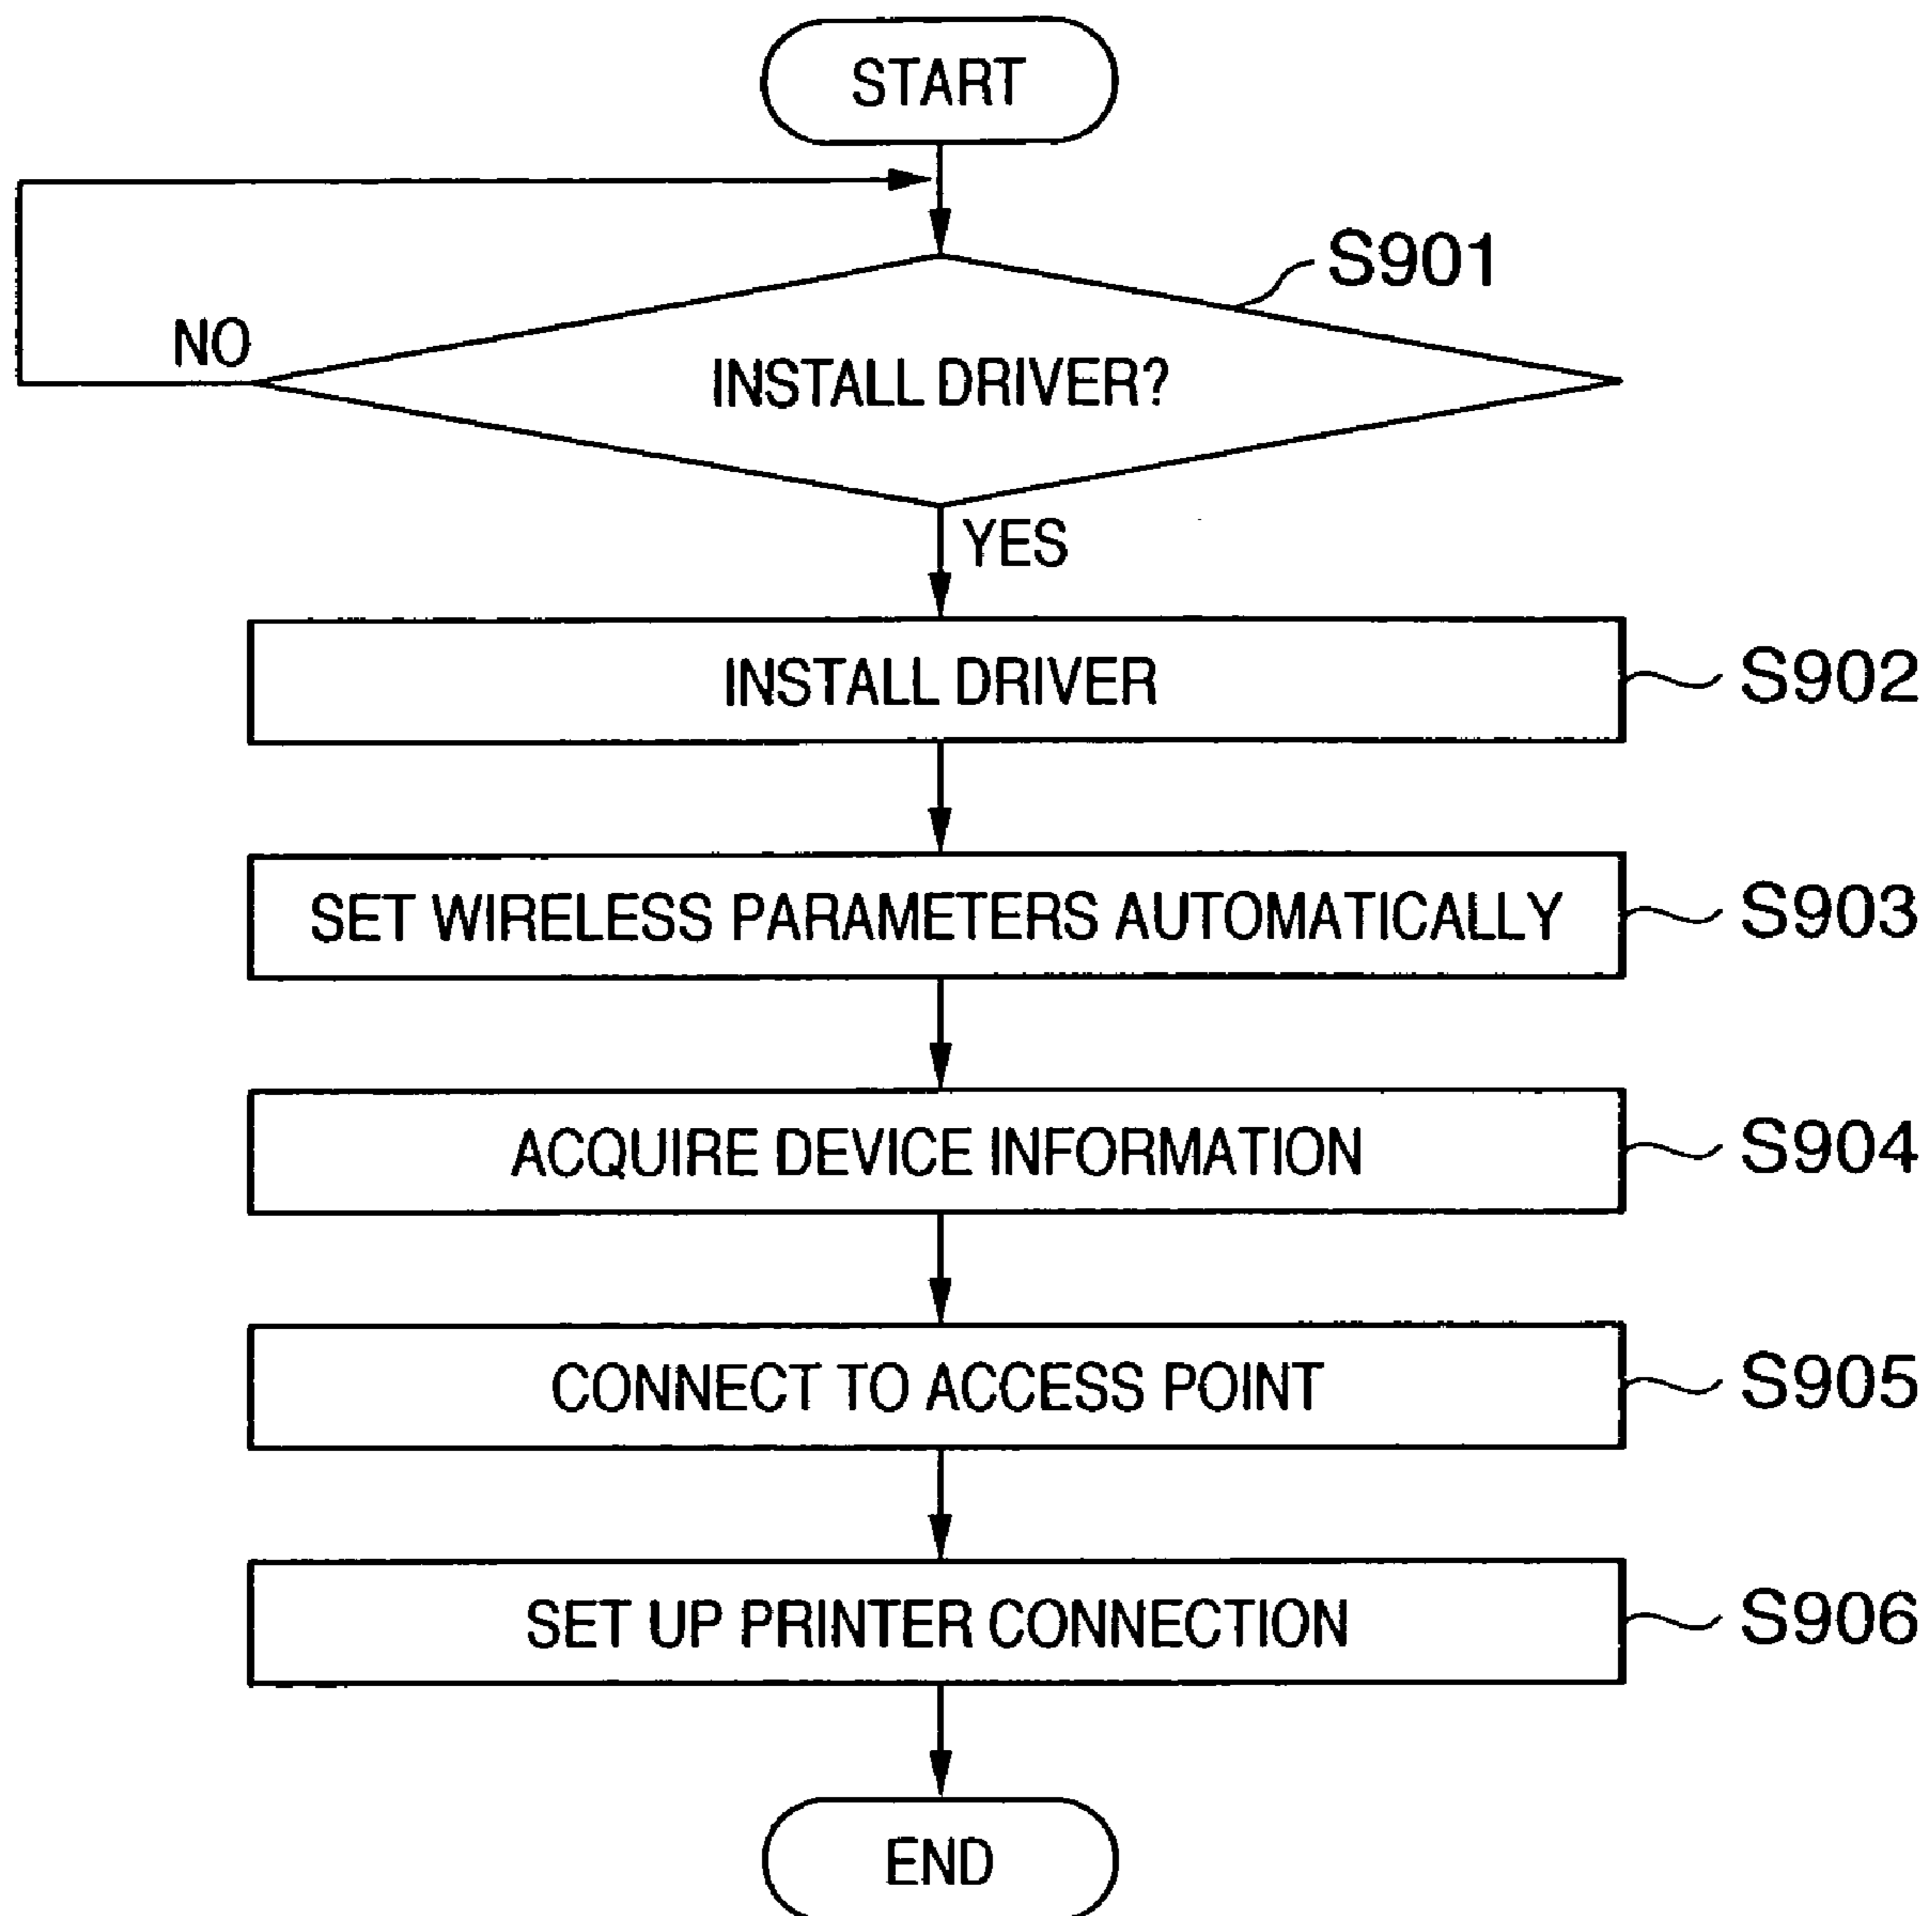 START
S901
NO
INSTALL DRIVER?
YES
INSTALL DRIVER
S902
SET WIRELESS PARAMETERS AUTOMATICALLY
S903
ACQUIRE DEVICE INFORMATION
S904
CONNECT TO ACCESS POINT
S905
SET UP PRINTER CONNECTION
S906
END